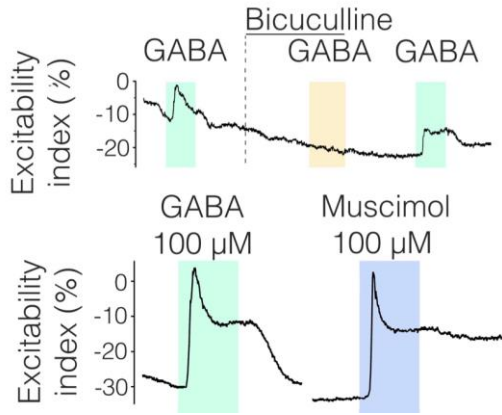 Bicuculline
GABA GABA GABA
Excitability
index (%)
0
-10
-20
GABA
100 µM
Muscimol
100 µM
Excitability
index (%)
0
-10
-20
-30